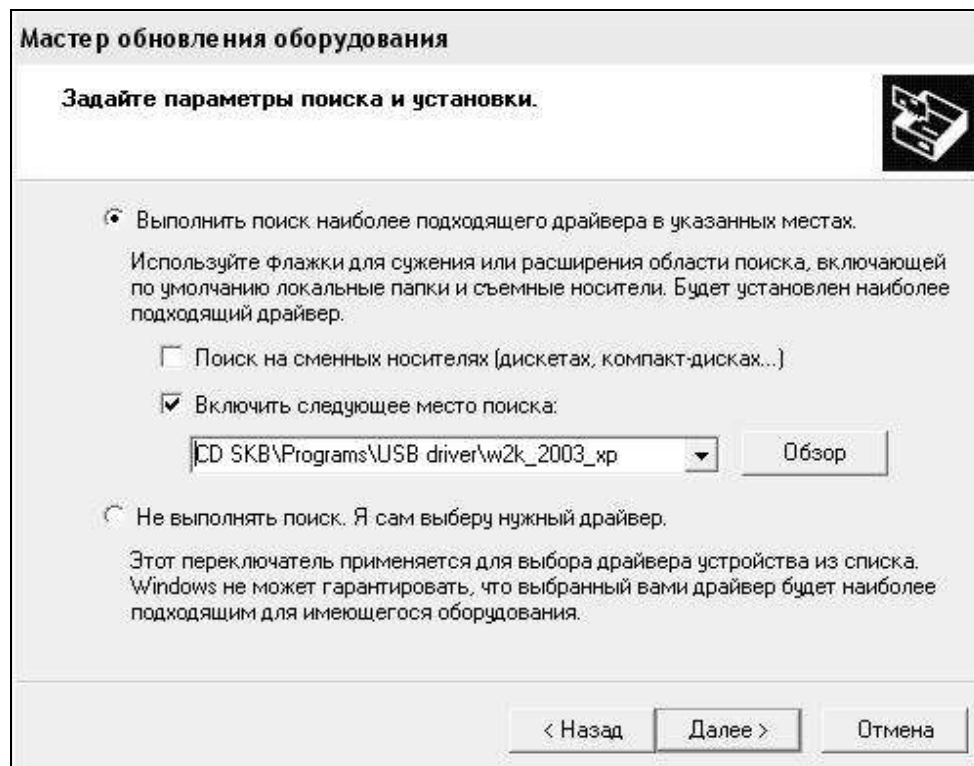 Мастер обновления оборудования
Задайте параметры поиска и установки.
Выполнить поиск наиболее подходящего драйвера в указанных местах.
Используйте флажки для сужения или расширения области поиска, включающей
по умолчанию локальные папки и съемные носители. Будет установлен наиболее
подходящий драйвер.
Поиск на сменных носителях (дискетах, компакт-дисках...)
Включить следующее место поиска:
CD SKB\Programs\USB driver\w2k_2003_xp
Обзор
Не выполнять поиск. Я сам выберу нужный драйвер.
Этот переключатель применяется для выбора драйвера устройства из списка.
Windows не может гарантировать, что выбранный вами драйвер будет наиболее
подходящим для имеющегося оборудования.
< Назад
Далее >
Отмена